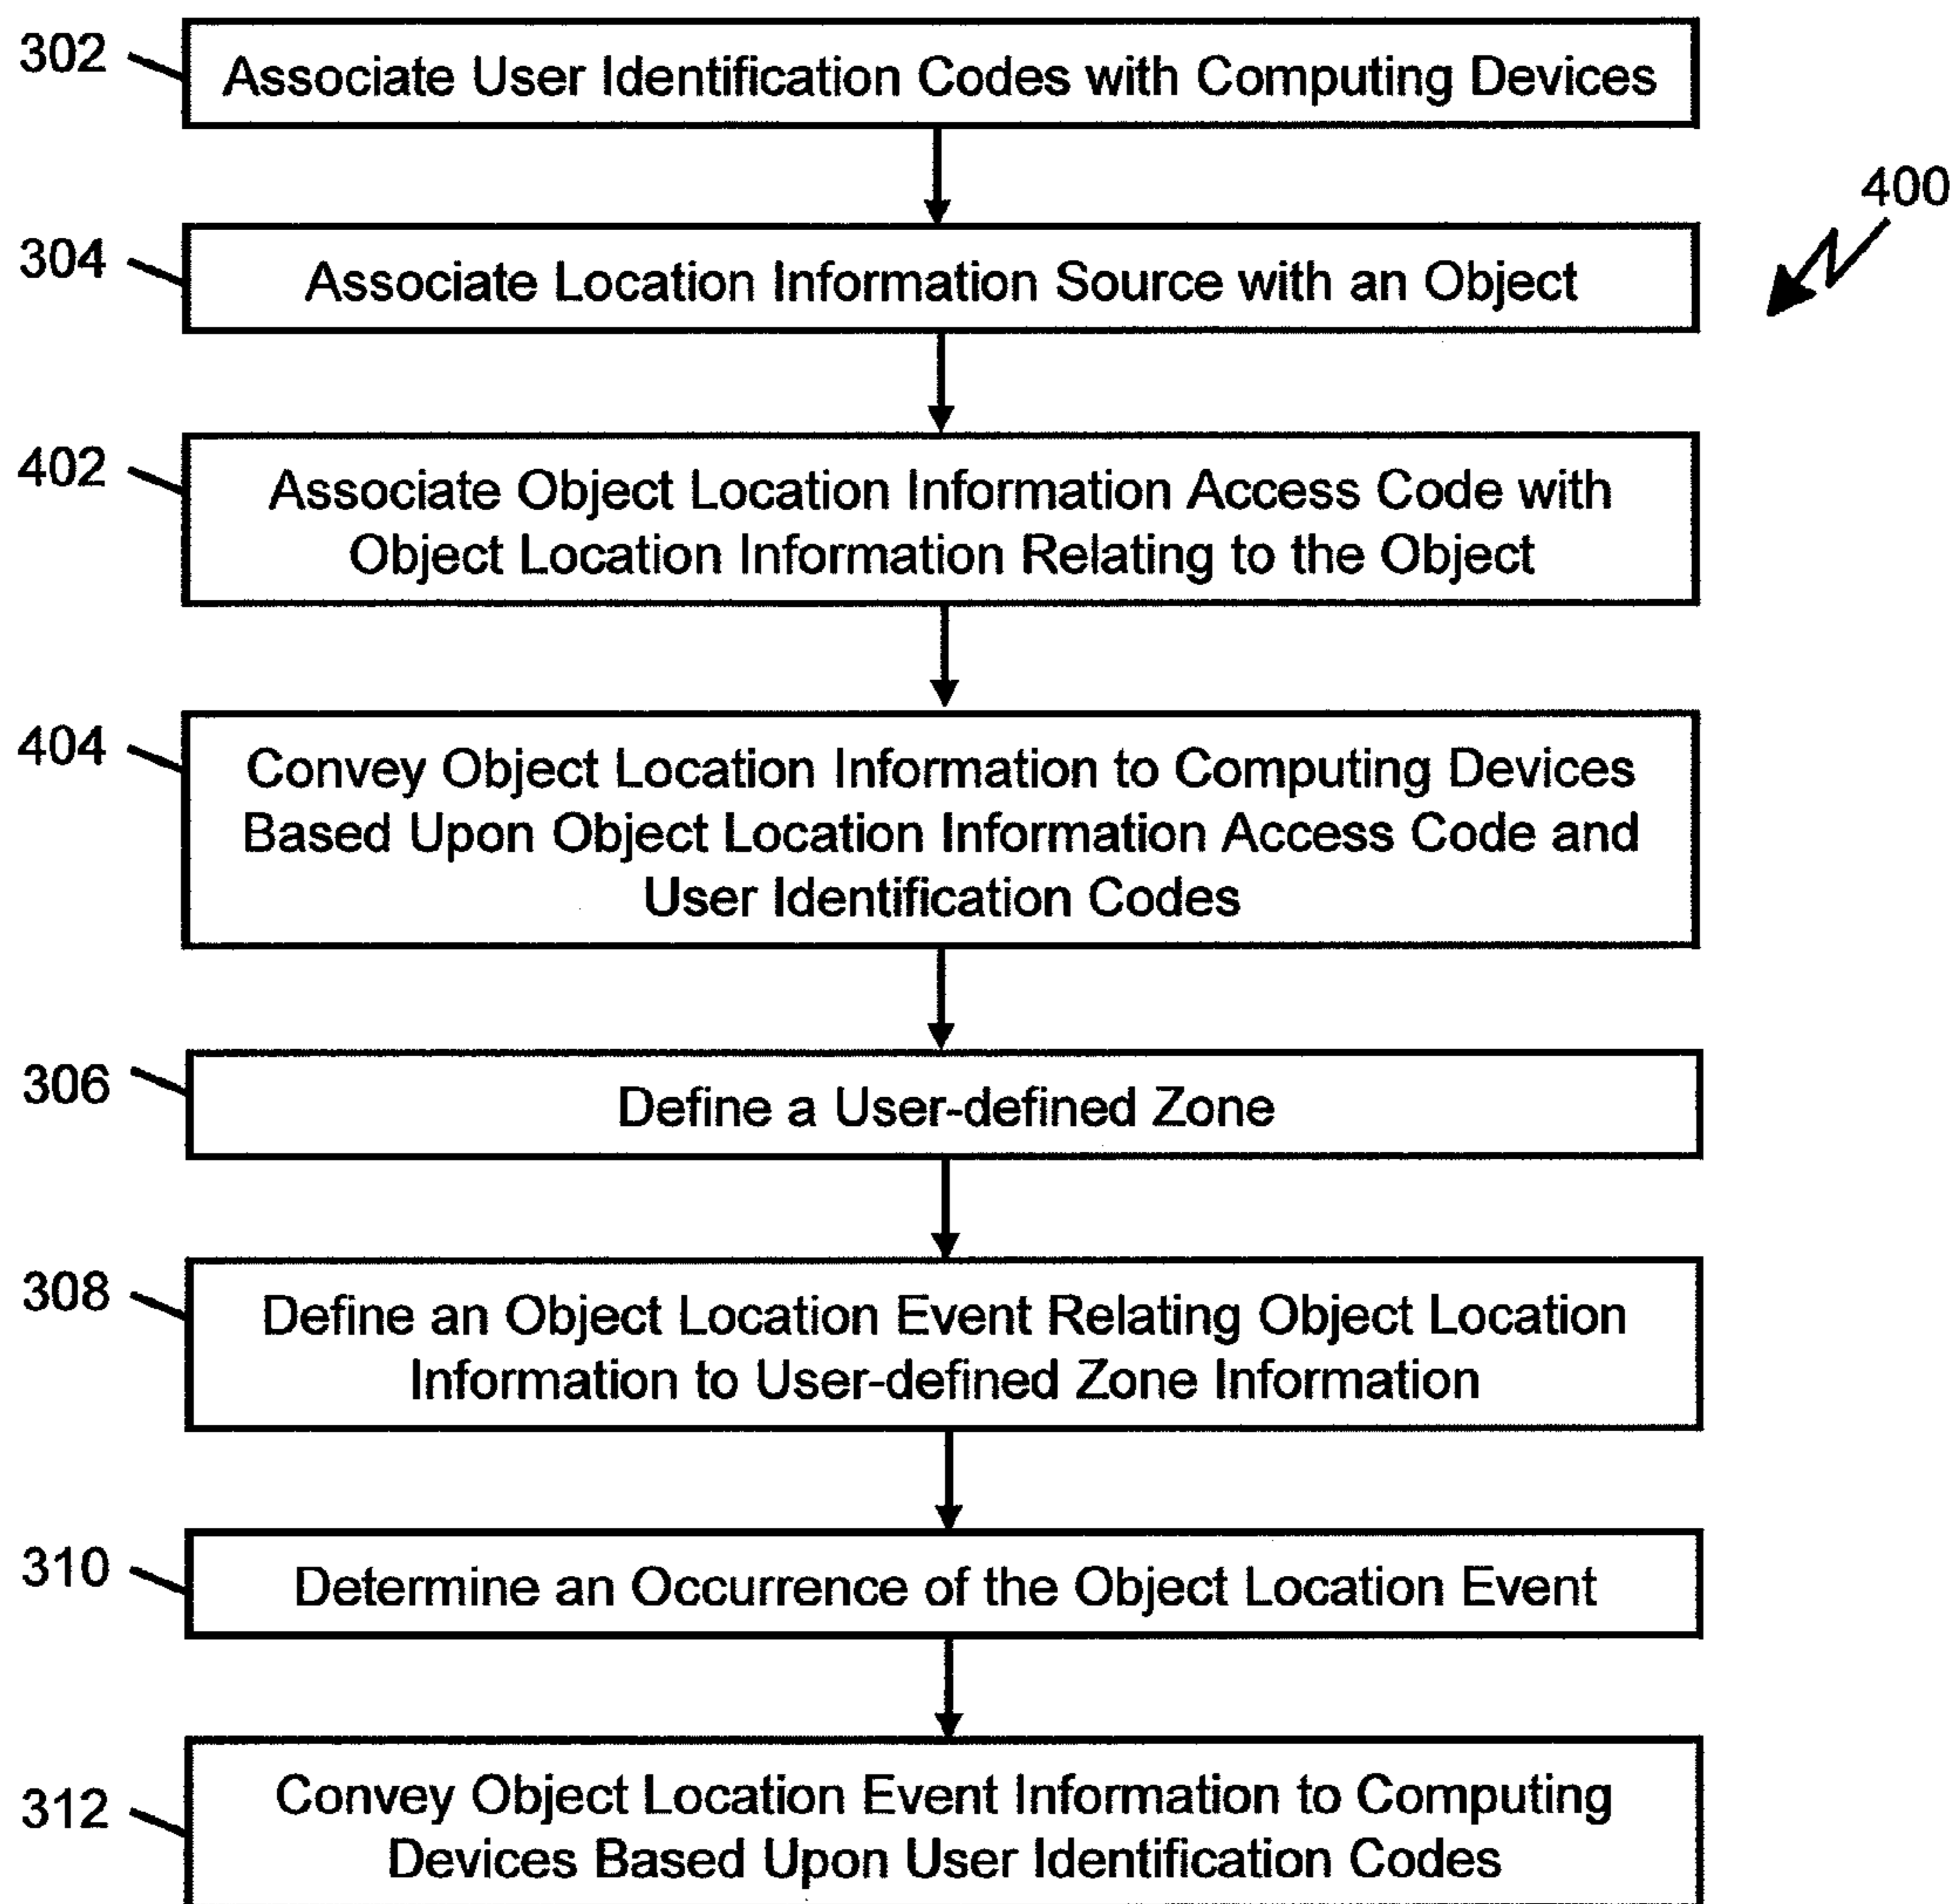 302
Associate User Identification Codes with Computing Devices
400
304
Associate Location Information Source with an Object
402
Associate Object Location Information Access Code with
Object Location Information Relating to the Object
404
Convey Object Location Information to Computing Devices
Based Upon Object Location Information Access Code and
User Identification Codes
306
Define a User-defined Zone
308
Define an Object Location Event Relating Object Location
Information to User-defined Zone Information
310
Determine an Occurrence of the Object Location Event
312
Convey Object Location Event Information to Computing
Devices Based Upon User Identification Codes